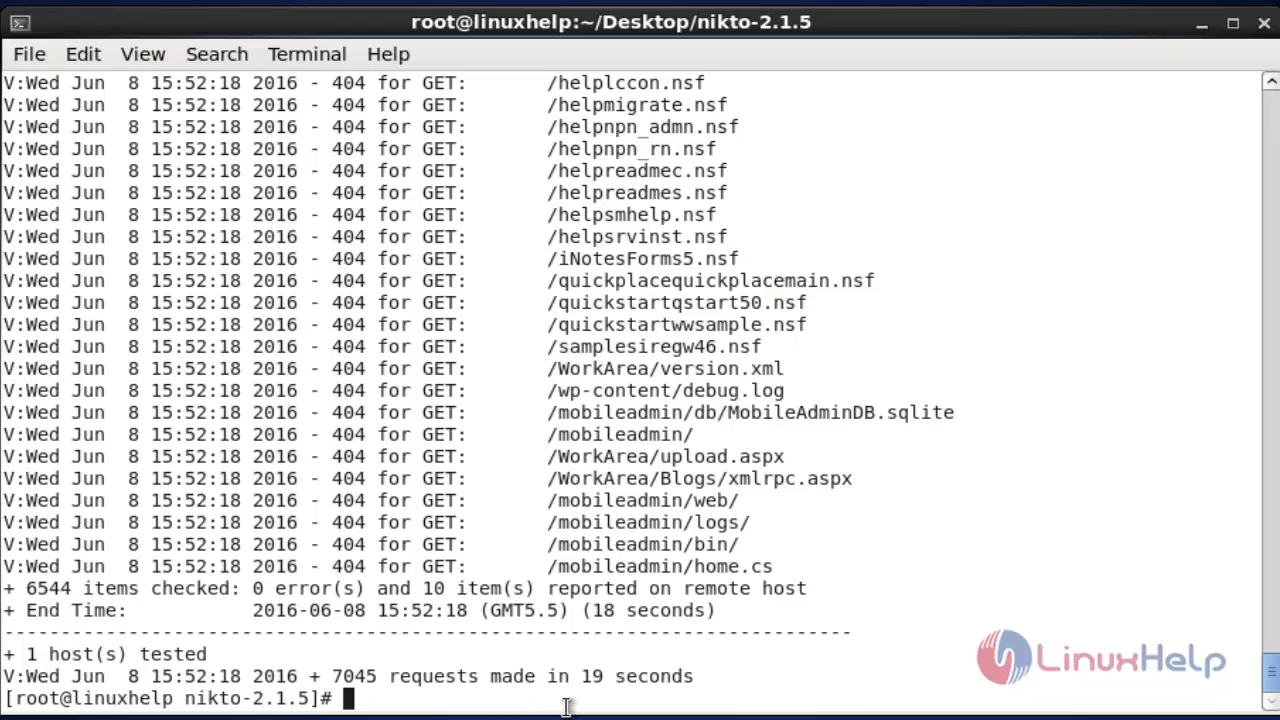 root@linuxhelp:~/Desktop/nikto-2.1.5
File Edit View Search Terminal Help
V:Wed Jun  8 15:52:18 2016 - 404 for GET:       /helplccon.nsf
V:Wed Jun  8 15:52:18 2016 - 404 for GET:       /helpmigrate.nsf
V:Wed Jun  8 15:52:18 2016 - 404 for GET:       /helpnpn_admn.nsf
V:Wed Jun  8 15:52:18 2016 - 404 for GET:       /helpnpn_rn.nsf
V:Wed Jun  8 15:52:18 2016 - 404 for GET:       /helpreadmec.nsf
V:Wed Jun  8 15:52:18 2016 - 404 for GET:       /helpreadmes.nsf
V:Wed Jun  8 15:52:18 2016 - 404 for GET:       /helpsmhelp.nsf
V:Wed Jun  8 15:52:18 2016 - 404 for GET:       /helpsrvinst.nsf
V:Wed Jun  8 15:52:18 2016 - 404 for GET:       /iNotesForms5.nsf
V:Wed Jun  8 15:52:18 2016 - 404 for GET:       /quickplacequickplacemain.nsf
V:Wed Jun  8 15:52:18 2016 - 404 for GET:       /quickstartqstart50.nsf
V:Wed Jun  8 15:52:18 2016 - 404 for GET:       /quickstartwwsample.nsf
V:Wed Jun  8 15:52:18 2016 - 404 for GET:       /samplesiregw46.nsf
V:Wed Jun  8 15:52:18 2016 - 404 for GET:       /WorkArea/version.xml
V:Wed Jun  8 15:52:18 2016 - 404 for GET:       /wp-content/debug.log
V:Wed Jun  8 15:52:18 2016 - 404 for GET:       /mobileadmin/db/MobileAdminDB.sqlite
V:Wed Jun  8 15:52:18 2016 - 404 for GET:       /mobileadmin/
V:Wed Jun  8 15:52:18 2016 - 404 for GET:       /WorkArea/upload.aspx
V:Wed Jun  8 15:52:18 2016 - 404 for GET:       /WorkArea/Blogs/xmlrpc.aspx
V:Wed Jun  8 15:52:18 2016 - 404 for GET:       /mobileadmin/web/
V:Wed Jun  8 15:52:18 2016 - 404 for GET:       /mobileadmin/logs/
V:Wed Jun  8 15:52:18 2016 - 404 for GET:       /mobileadmin/bin/
V:Wed Jun  8 15:52:18 2016 - 404 for GET:       /mobileadmin/home.cs
+ 6544 items checked: 0 error(s) and 10 item(s) reported on remote host
+ End Time:           2016-06-08 15:52:18 (GMT5.5) (18 seconds)
---------------------------------------------------------------------------
+ 1 host(s) tested
V:Wed Jun  8 15:52:18 2016 + 7045 requests made in 19 seconds
[root@linuxhelp nikto-2.1.5]#
LinuxHelp